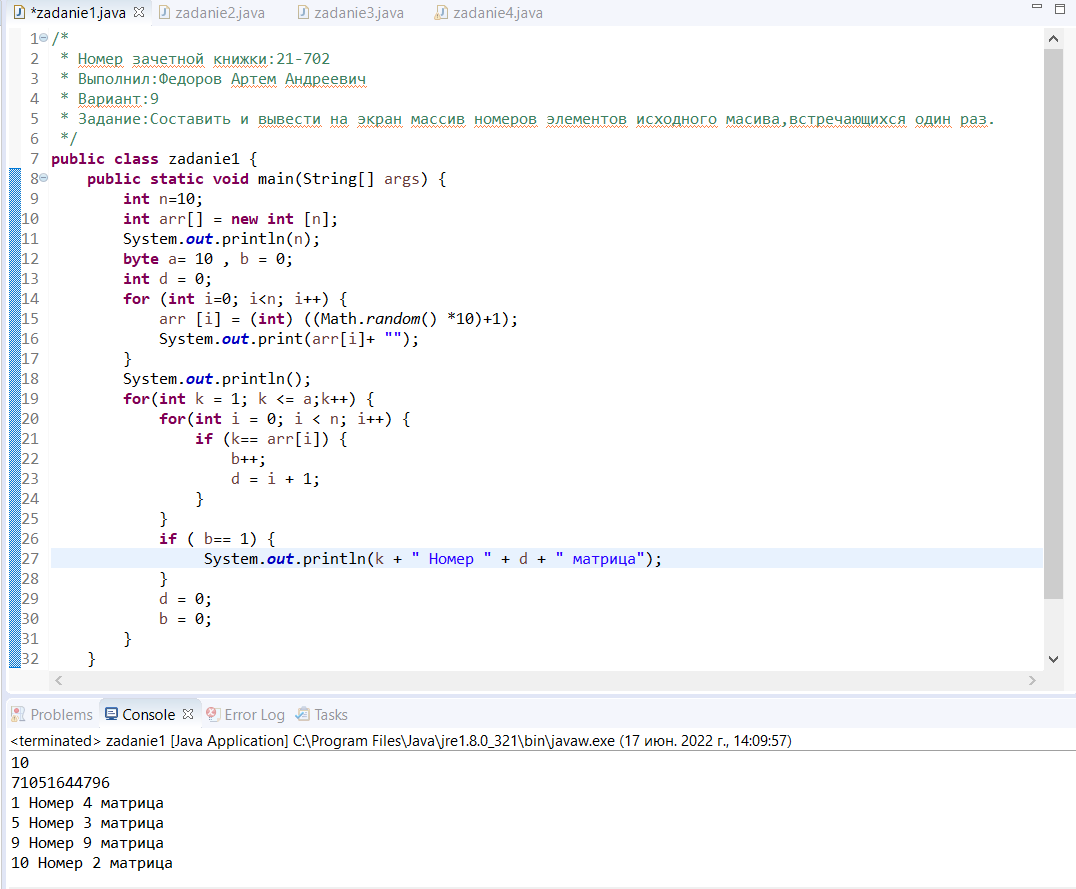 *zadanie1.java zadanie2.java zadanie3.java zadanie4.java
1 /*
2 * Номер зачетной книжки:21-702
3 * Выполнил:Федоров Артем Андреевич
4 * Вариант:9
5 * Задание:Составить и вывести на экран массив номеров элементов исходного масива,встречающихся один раз.
6 */
7 public class zadanie1 {
8 public static void main(String[] args) {
9 int n=10;
10 int arr[] = new int [n];
11 System.out.println(n);
12 byte a= 10 , b = 0;
13 int d = 0;
14 for (int i=0; i<n; i++) {
15 arr [i] = (int) ((Math.random() *10)+1);
16 System.out.print(arr[i]+ "");
17 }
18 System.out.println();
19 for(int k = 1; k <= a;k++) {
20 for(int i = 0; i < n; i++) {
21 if (k== arr[i]) {
22 b++;
23 d = i + 1;
24 }
25 }
26 if ( b== 1) {
27 System.out.println(k + " Номер " + d + " матрица");
28 }
29 d = 0;
30 b = 0;
31 }
32 }
Problems Console Error Log Tasks
<terminated> zadanie1 [Java Application] C:\Program Files\Java\jre1.8.0_321\bin\javaw.exe (17 июн. 2022 г., 14:09:57)
10
71051644796
1 Номер 4 матрица
5 Номер 3 матрица
9 Номер 9 матрица
10 Номер 2 матрица